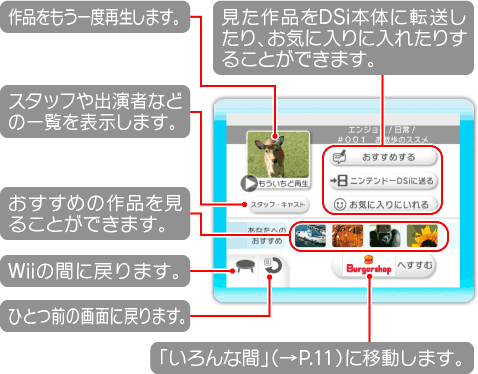 作品をもう一度再生します。
見た作品をDSi本体に転送し
たり、お気に入りに入れたりす
ることができます。
スタッフや出演者など
の一覧を表示します。
エンジョイ/日常/
#001 お散歩のススメ
もういちど再生
スタッフ・キャスト
おすすめする
ニンテンドーDSiに送る
お気に入りにいれる
おすすめの作品を見
ることができます。
あなたへの
おすすめ
Wiiの間に戻ります。
Burgershop へすすむ
ひとつ前の画面に戻ります。
「いろんな間」(→P.11)に移動します。